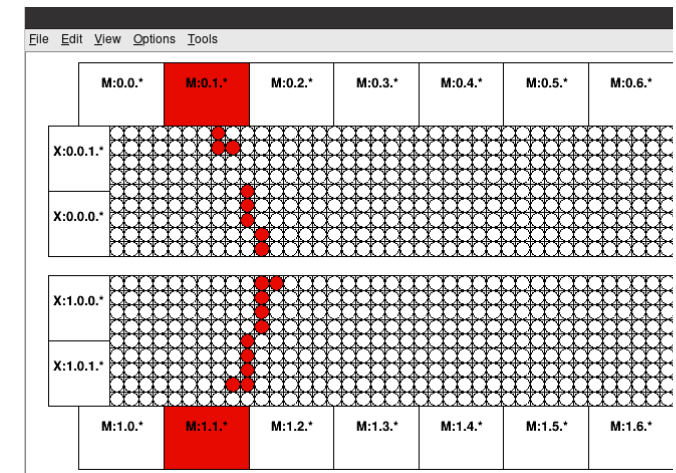 File Edit View Options Tools
M:0.0.* M:0.1.* M:0.2.* M:0.3.* M:0.4.* M:0.5.* M:0.6.*
X:0.0.1.*
X:0.0.0.*
X:1.0.0.*
X:1.0.1.*
M:1.0.* M:1.1.* M:1.2.* M:1.3.* M:1.4.* M:1.5.* M:1.6.*